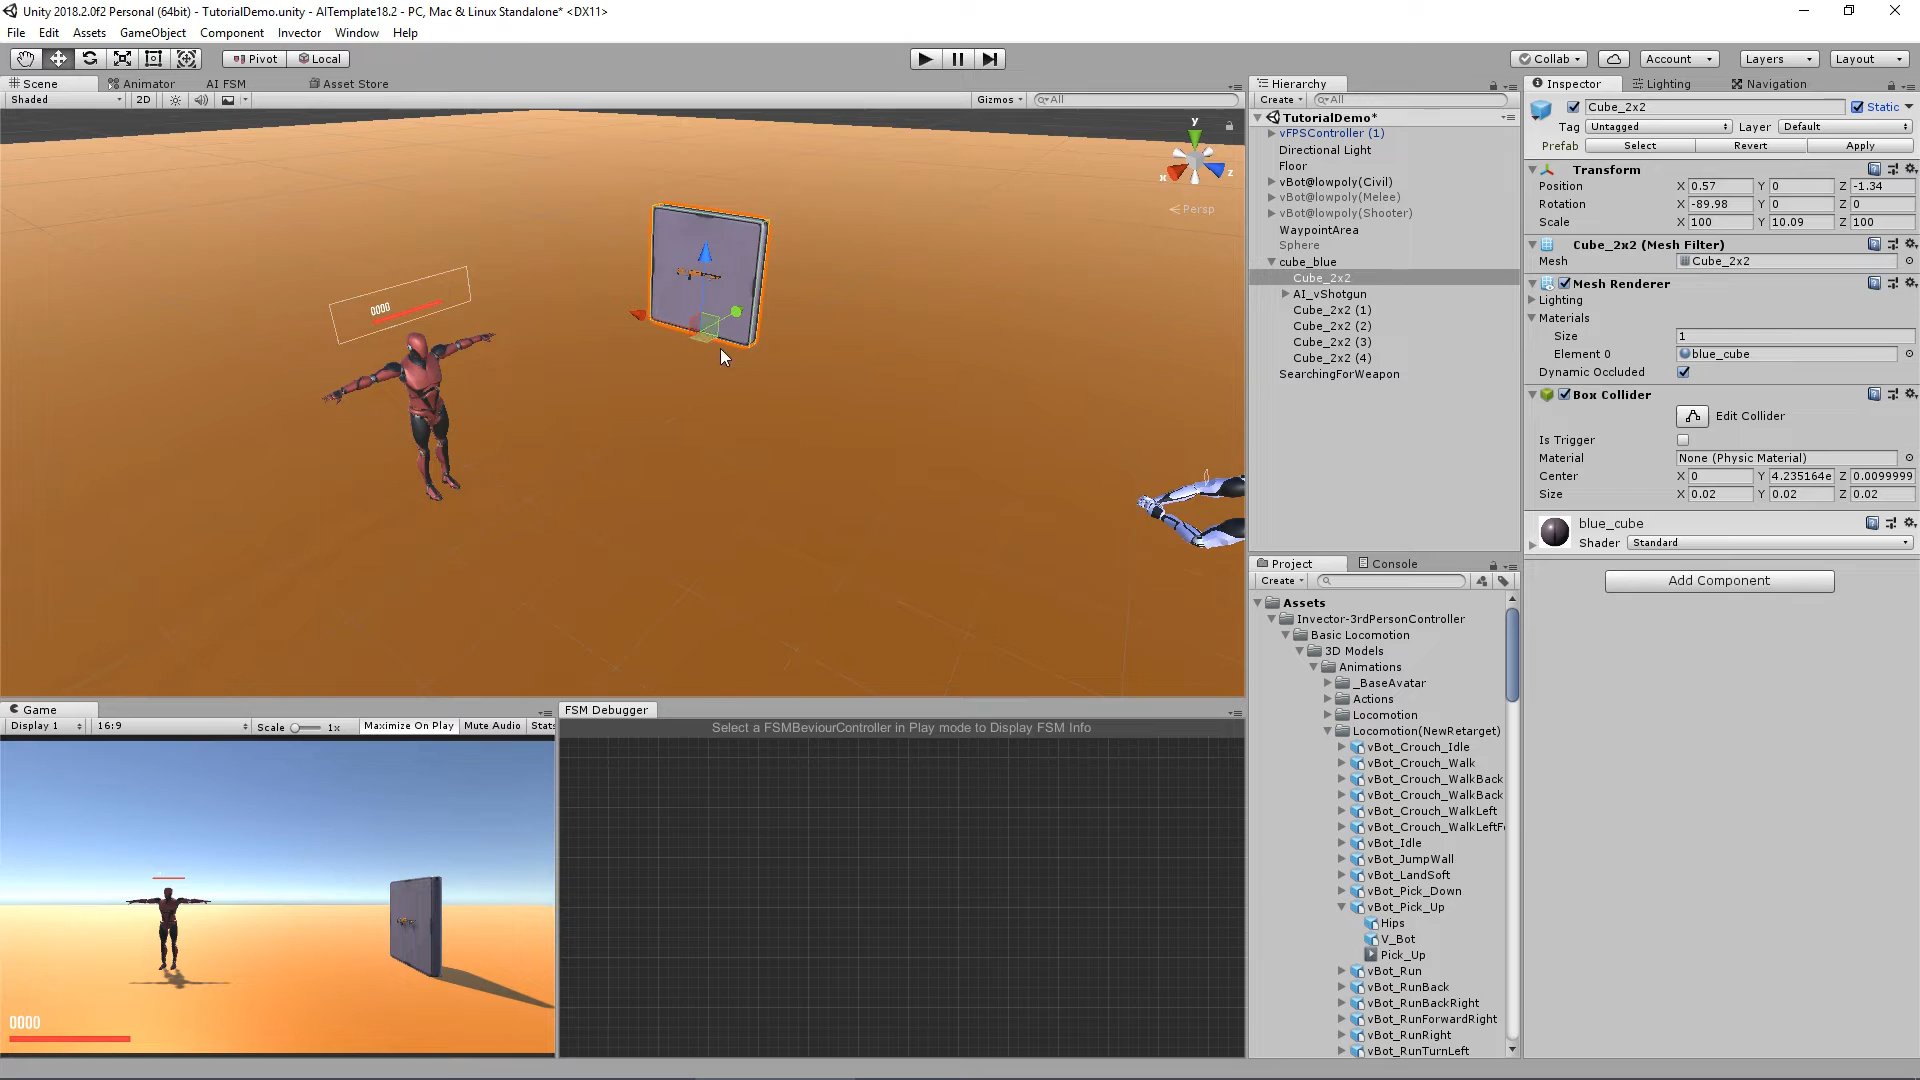 Unity 2018.2.0f2 Personal (64bit) - TutorialDemo.unity - AITemplate18.2 - PC, Mac & Linux Standalone* <DX11>
File Edit Assets GameObject Component Invector Window Help
Pivot Local Collab Account Layers Layout
Scene Animator AI FSM Asset Store
Shaded 2D Gizmos All
y
x z
Persp
0000
Hierarchy
Create All
TutorialDemo*
vFPSController (1)
Directional Light
Floor
vBot@lowpoly(Civil)
vBot@lowpoly(Melee)
vBot@lowpoly(Shooter)
WaypointArea
Sphere
cube_blue
Cube_2x2
AI_vShotgun
Cube_2x2 (1)
Cube_2x2 (2)
Cube_2x2 (3)
Cube_2x2 (4)
SearchingForWeapon
Inspector Lighting Navigation
Cube_2x2 Static
Tag Untagged Layer Default
Prefab Select Revert Apply
Transform
Position X 0.57 Y 0 Z -1.34
Rotation X -89.98 Y 0 Z 0
Scale X 100 Y 10.09 Z 100
Cube_2x2 (Mesh Filter)
Mesh Cube_2x2
Mesh Renderer
Lighting
Materials
Size 1
Element 0 blue_cube
Dynamic Occluded
Box Collider
Edit Collider
Is Trigger
Material None (Physic Material)
Center X 0 Y 4.235164e Z 0.0099999
Size X 0.02 Y 0.02 Z 0.02
blue_cube
Shader Standard
Add Component
Project Console
Create
Assets
Invector-3rdPersonController
Basic Locomotion
3D Models
Animations
_BaseAvatar
Actions
Locomotion
Locomotion(NewRetarget)
vBot_Crouch_Idle
vBot_Crouch_Walk
vBot_Crouch_WalkBack
vBot_Crouch_WalkBack
vBot_Crouch_WalkLeft
vBot_Crouch_WalkLeftF
vBot_Idle
vBot_JumpWall
vBot_LandSoft
vBot_Pick_Down
vBot_Pick_Up
Hips
V_Bot
Pick_Up
vBot_Run
vBot_RunBack
vBot_RunBackRight
vBot_RunForwardRight
vBot_RunRight
vBot_RunTurnLeft
Game
Display 1 16:9 Scale 1x Maximize On Play Mute Audio Stats
0000
FSM Debugger
Select a FSMBeviourController in Play mode to Display FSM Info